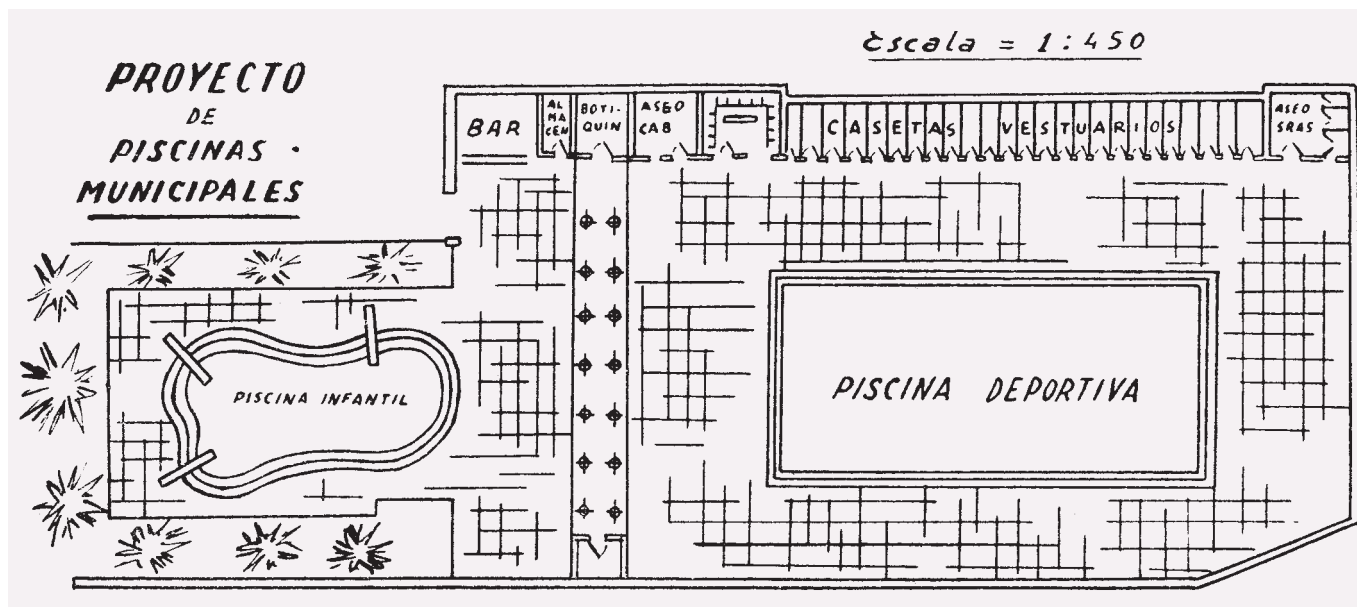 Escala = 1:450
PROYECTO
DE
PISCINAS ·
MUNICIPALES
BAR
AL
MA
CEN
BOTI-
QUIN
ASEO
CAB
CASETAS VESTUARIOS
ASEO
SRAS
PISCINA INFANTIL
PISCINA DEPORTIVA